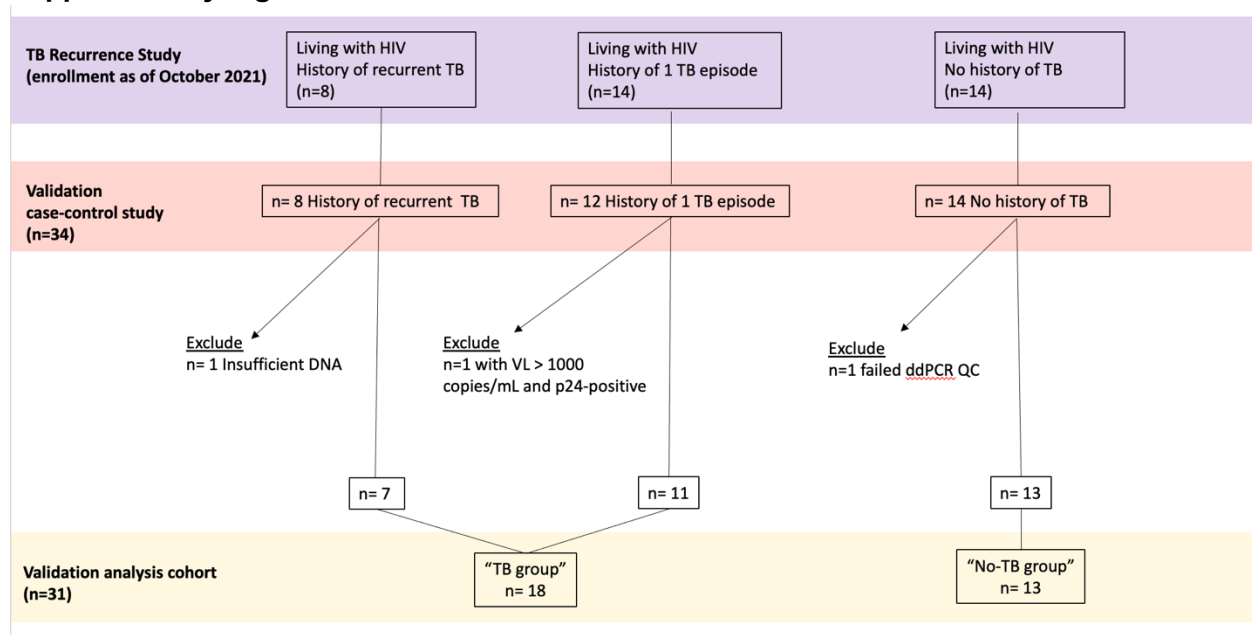 TB Recurrence Study
(enrollment as of October 2021)
Living with HIV
History of recurrent TB
(n=8)
Living with HIV
History of 1 TB episode
(n=14)
Living with HIV
No history of TB
(n=14)
Validation
case-control study
(n=34)
n= 8 History of recurrent TB
n= 12 History of 1 TB episode
n= 14 No history of TB
Exclude
n= 1 Insufficient DNA
Exclude
n=1 with VL > 1000
copies/mL and p24-positive
Exclude
n=1 failed ddPCR QC
n= 7
n= 11
n= 13
Validation analysis cohort
(n=31)
“TB group”
n= 18
“No-TB group”
n= 13